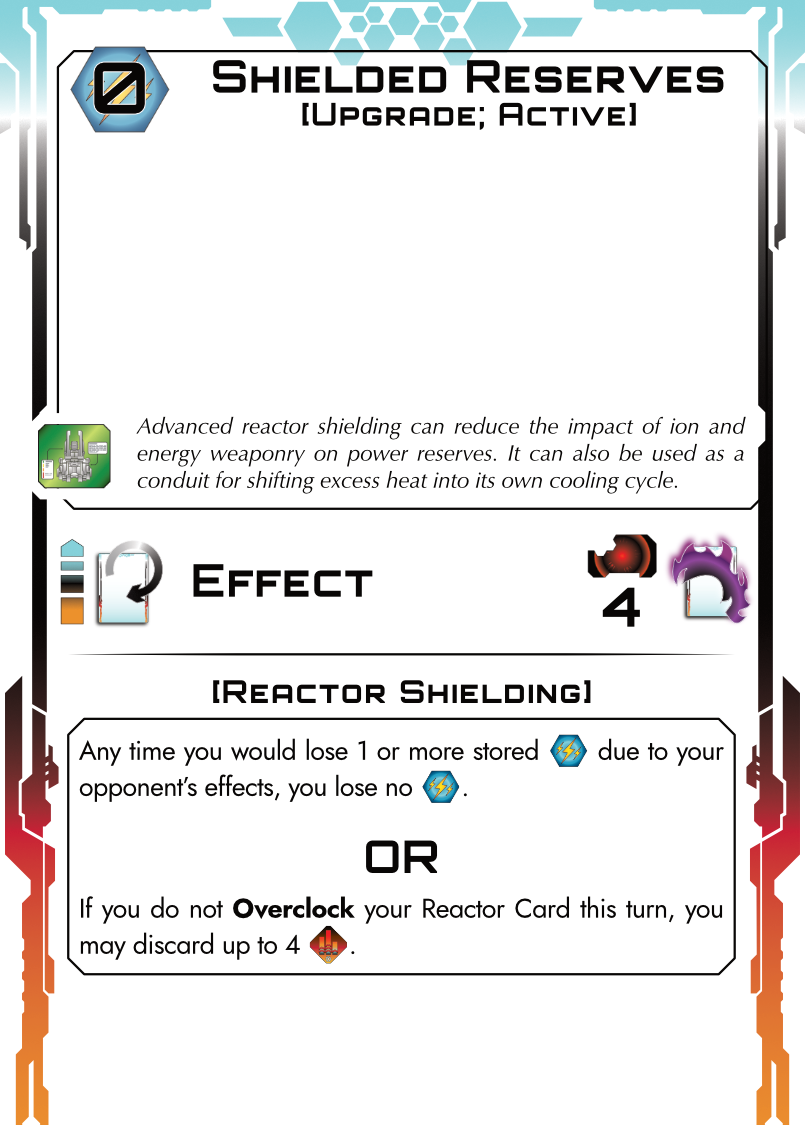 0
Shielded Reserves
[Upgrade; Active]
Advanced reactor shielding can reduce the impact of ion and
energy weaponry on power reserves. It can also be used as a
conduit for shifting excess heat into its own cooling cycle.
Effect
4
[Reactor Shielding]
Any time you would lose 1 or more stored due to your
opponent’s effects, you lose no .
OR
If you do not Overclock your Reactor Card this turn, you
may discard up to 4 .